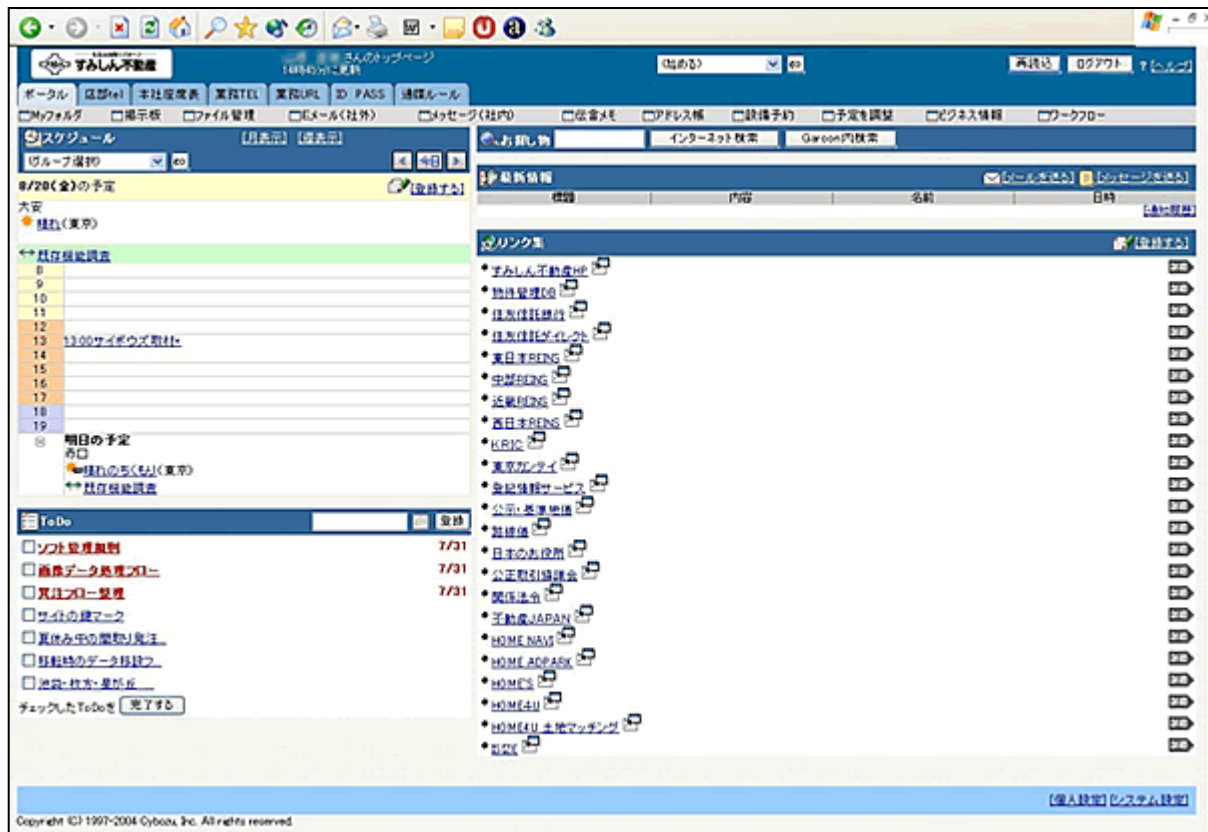 すみしん不動産
さんのトップページ
(始める)
再読込 ログアウト ? [ヘルプ]
ポータル 店部tel 本社座席表 業務TEL 業務URL ID PASS 通信ルール
Myフォルダ 掲示板 ファイル管理 Eメール(社外) メッセージ(社内) 伝言メモ アドレス帳 設備予約 予定を調整 ビジネス情報 ワークフロー
スケジュール [月表示] [週表示]
お買い物 インターネット検索 Garoon内検索
(グループ選択) 今日
8/20(金)の予定 [登録する]
最新情報 [メールを送る] [メッセージを送る]
標題 内容 名前 日時
[通知履歴]
大安
晴れ(東京)
既存機能調査
8
9
10
11
12
13 13:00サイボウズ取材
14
15
16
17
18
19
明日の予定
赤口
晴れのちくもり(東京)
既存機能調査
リンク集 [登録する]
すみしん不動産HP
物件管理DB
住友信託銀行
住友信託ダイレクト
東日本REINS
中部REINS
近畿REINS
西日本REINS
KRIC
東京カンテイ
登記情報サービス
公示・基準地価
路線価
日本のお役所
公正取引協議会
関係法令
不動産JAPAN
HOME NAVI
HOME ADPARK
HOME'S
HOME4U
HOME4U 土地マッチング
ToDo 登録
ソフト管理規則 7/31
画像データ処理フロー 7/31
発注フロー整理 7/31
サイトの鍵マーク
夏休み中の間取り発注
移転時のデータ移設フ
池袋・枚方・星が丘
チェックしたToDoを 完了する
[個人設定] [システム設定]
Copyright (C) 1997-2004 Cybozu, Inc. All rights reserved.